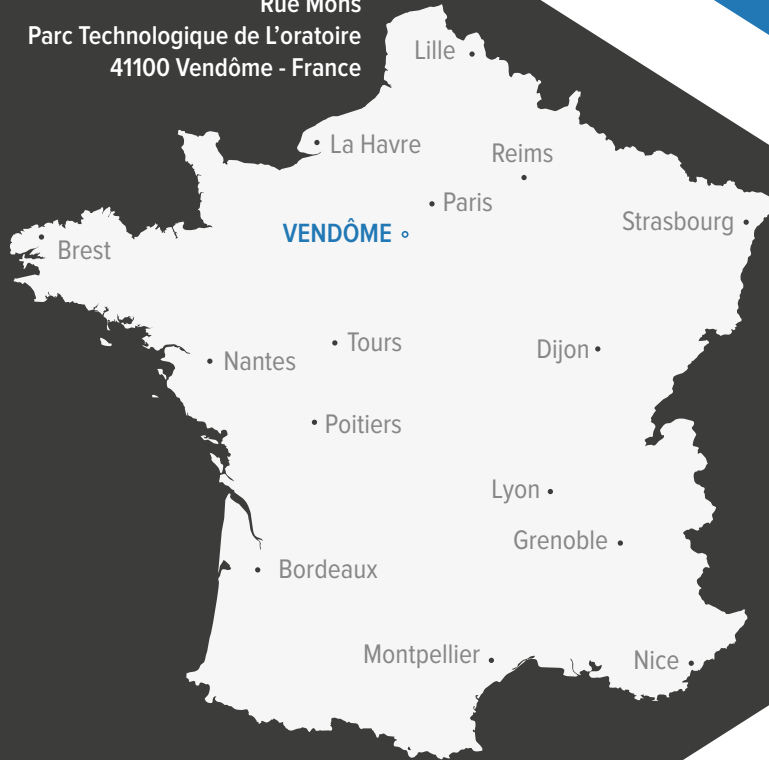 Rue Mons
Parc Technologique de L’oratoire
41100 Vendôme - France
Lille
La Havre
Reims
Paris
Strasbourg
VENDÔME
Brest
Tours
Dijon
Nantes
Poitiers
Lyon
Grenoble
Bordeaux
Montpellier
Nice